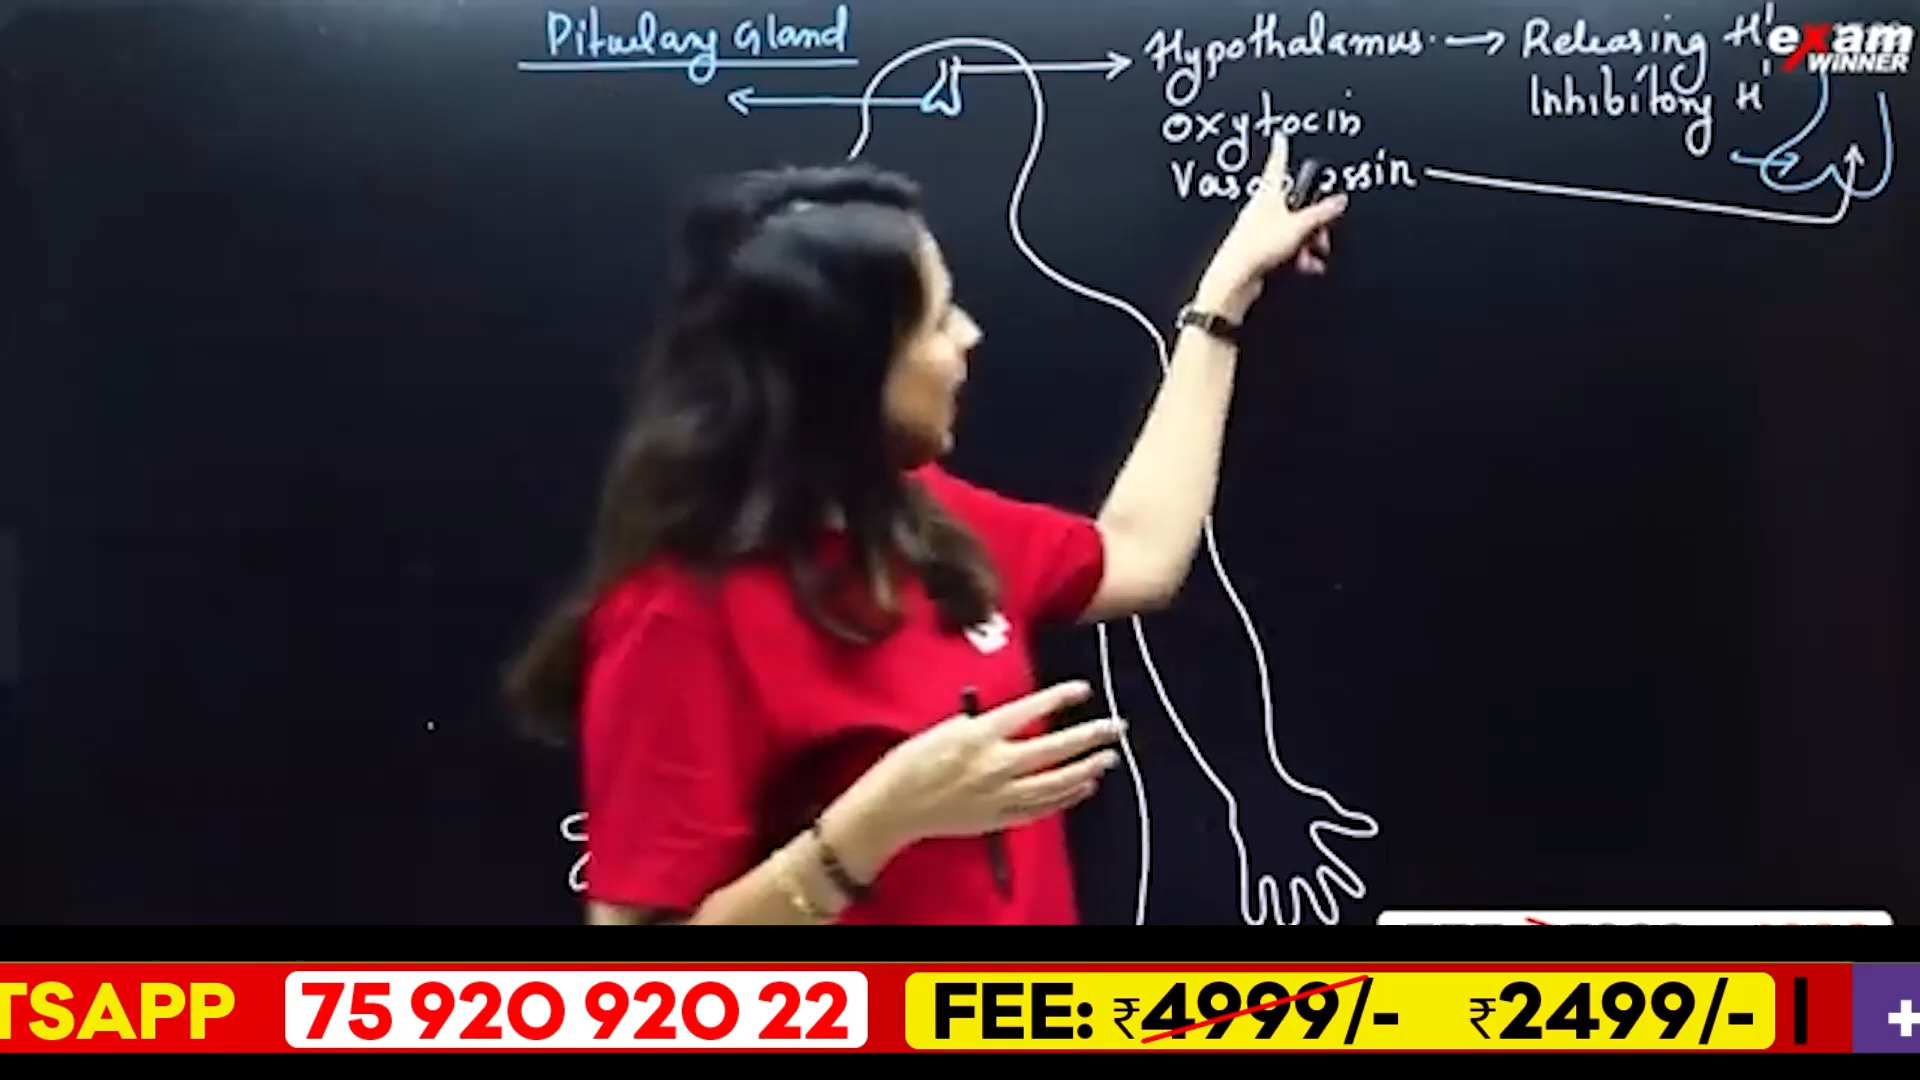 Pituitary Gland
Hypothalamus. → Releasing H'
Inhibitory H'
Oxytocin
exam
WINNER
TSAPP
75 920 920 22
FEE: ₹4999/- ₹2499/-
+